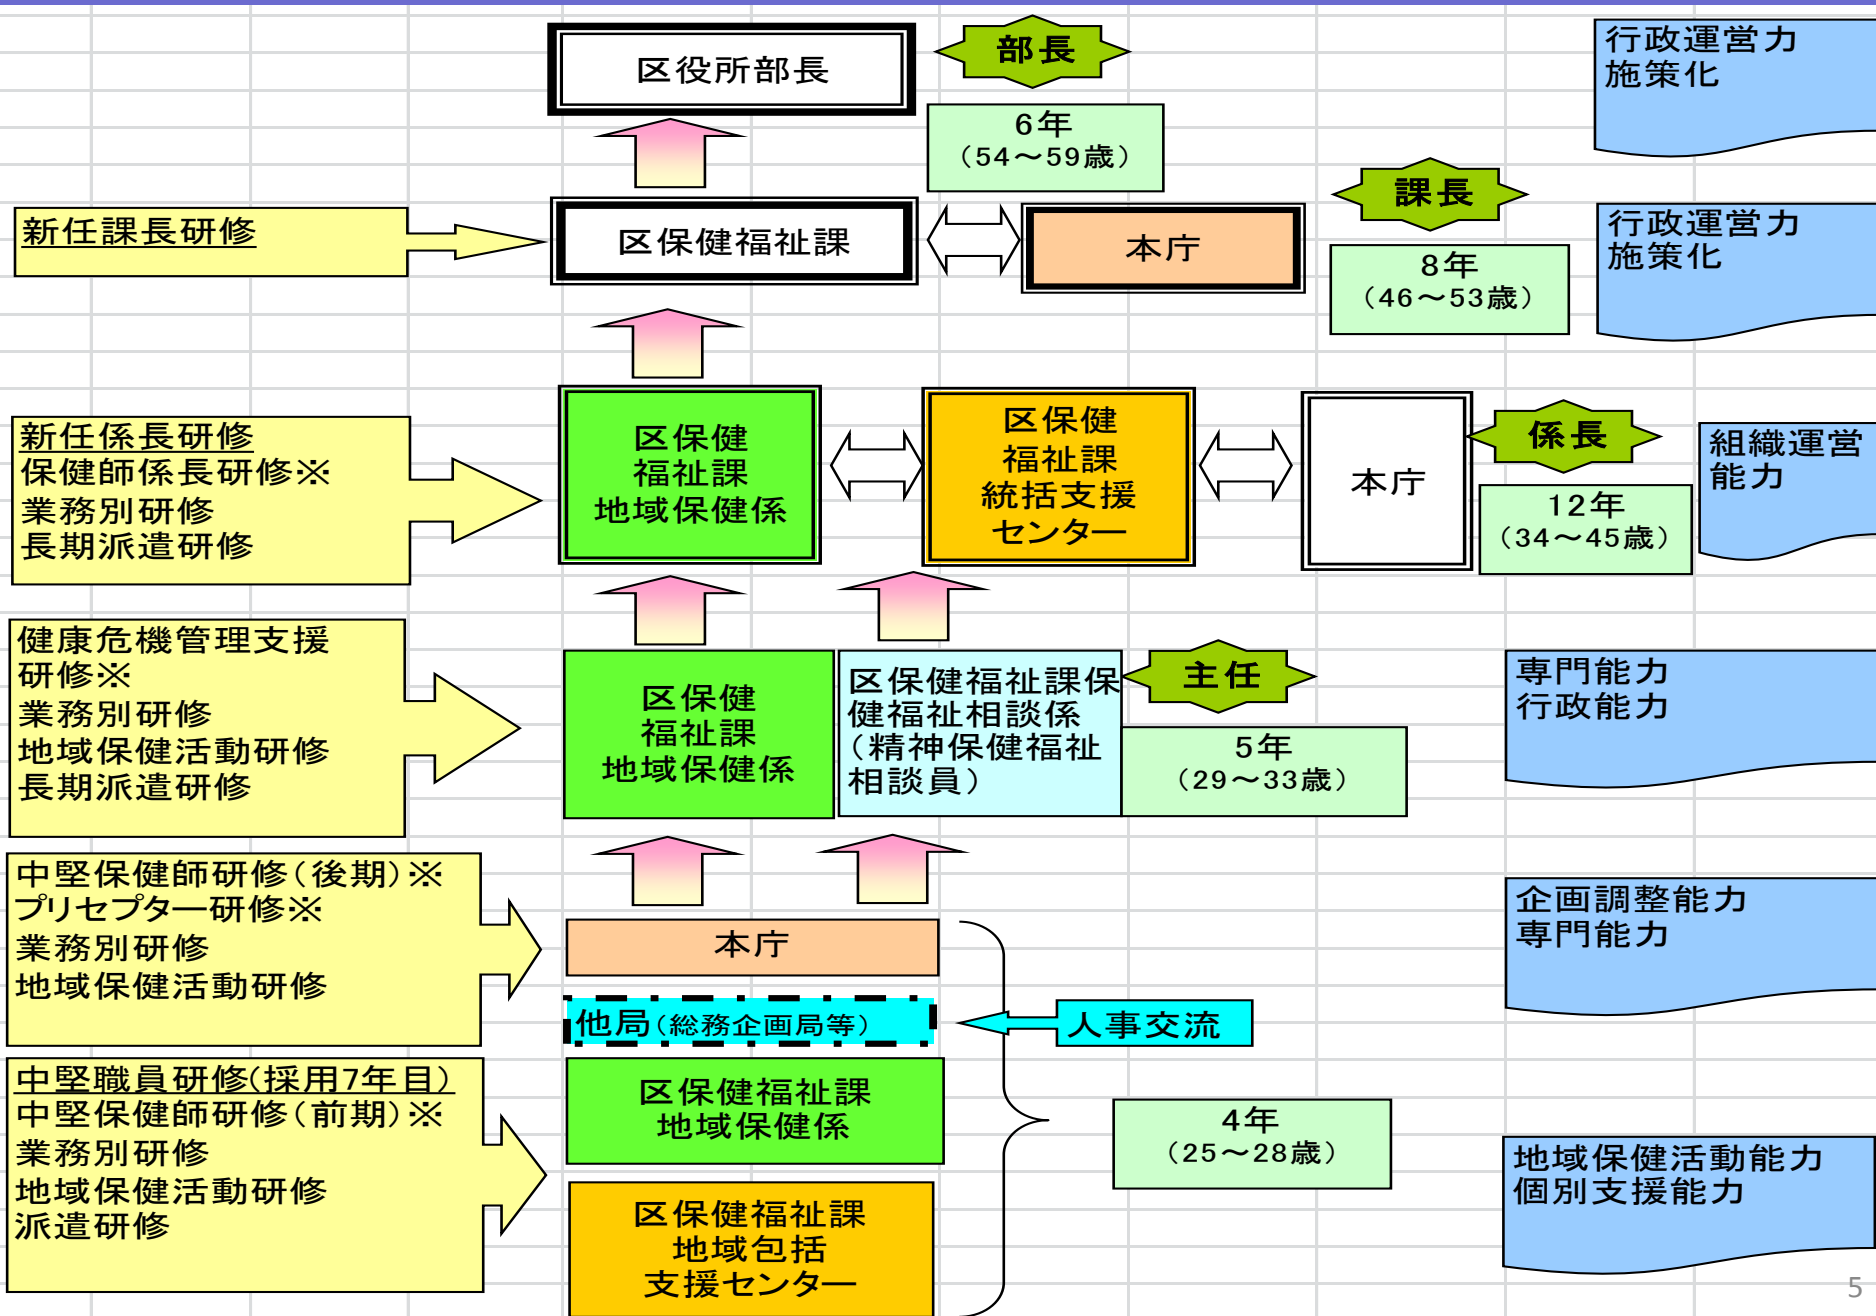 区役所部長
部長
6年
（54～59歳）
行政運営力
施策化
新任課長研修
区保健福祉課
本庁
課長
8年
（46～53歳）
行政運営力
施策化
新任係長研修
保健師係長研修※
業務別研修
長期派遣研修
区保健
福祉課
地域保健係
区保健
福祉課
統括支援
センター
本庁
係長
12年
（34～45歳）
組織運営
能力
健康危機管理支援
研修※
業務別研修
地域保健活動研修
長期派遣研修
区保健
福祉課
地域保健係
区保健福祉課保
健福祉相談係
（精神保健福祉
相談員）
主任
5年
（29～33歳）
専門能力
行政能力
中堅保健師研修（後期）※
プリセプター研修※
業務別研修
地域保健活動研修
本庁
他局（総務企画局等）
人事交流
企画調整能力
専門能力
中堅職員研修（採用7年目）
中堅保健師研修（前期）※
業務別研修
地域保健活動研修
派遣研修
区保健福祉課
地域保健係
区保健福祉課
地域包括
支援センター
4年
（25～28歳）
地域保健活動能力
個別支援能力
5